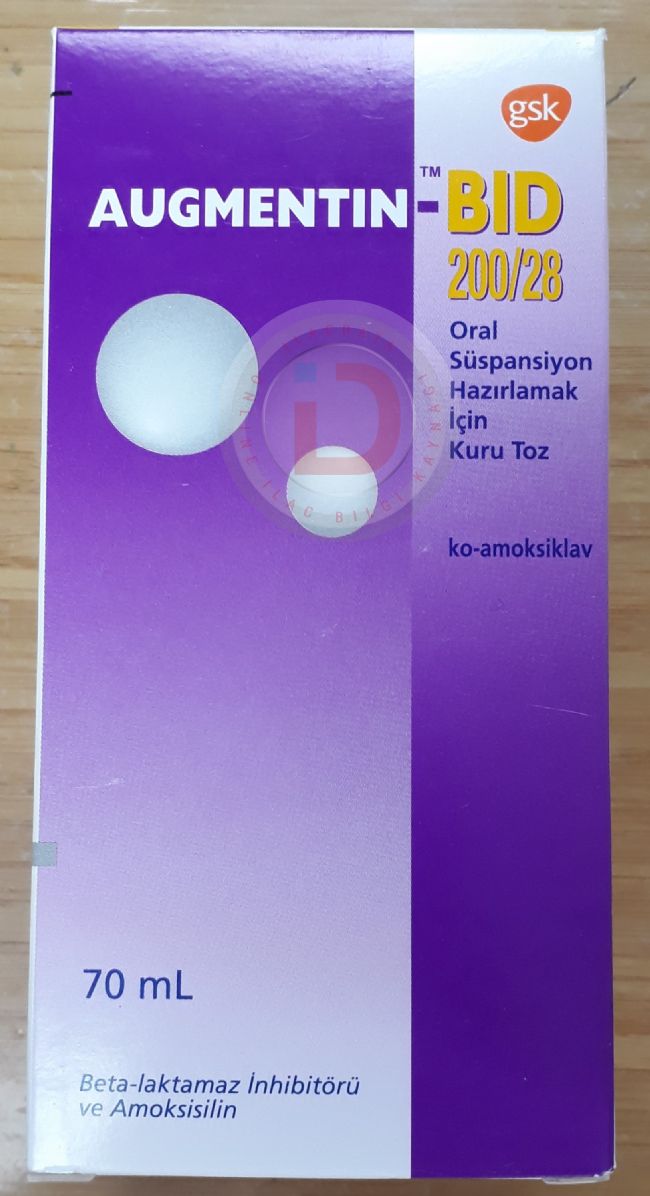 gsk
AUGMENTIN™-BID
200/28
Oral
Süspansiyon
Hazırlamak
İçin
Kuru Toz
ko-amoksiklav
70 mL
Beta-laktamaz İnhibitörü
ve Amoksisilin